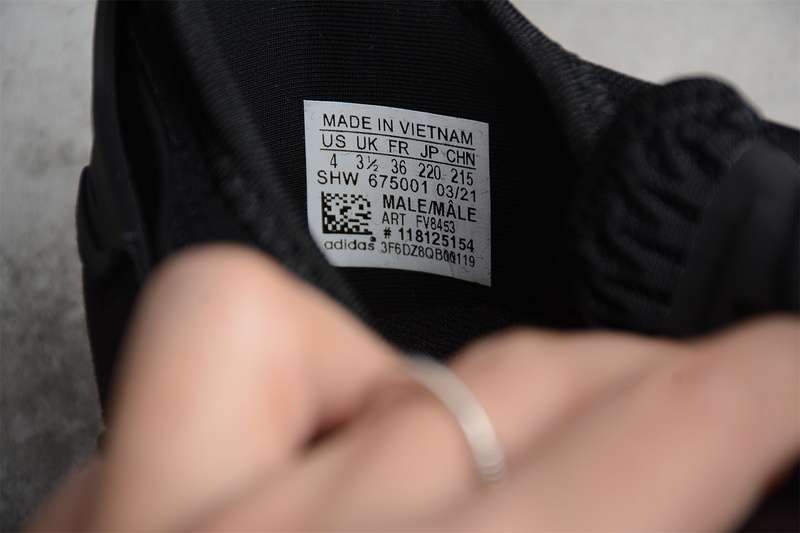 MADE IN VIETNAM
US UK FR JP CHN
4 3½ 36 220 215
SHW 675001 03/21
MALE/MÂLE
ART FV8453
# 118125154
adidas® 3F6DZ8QB00119